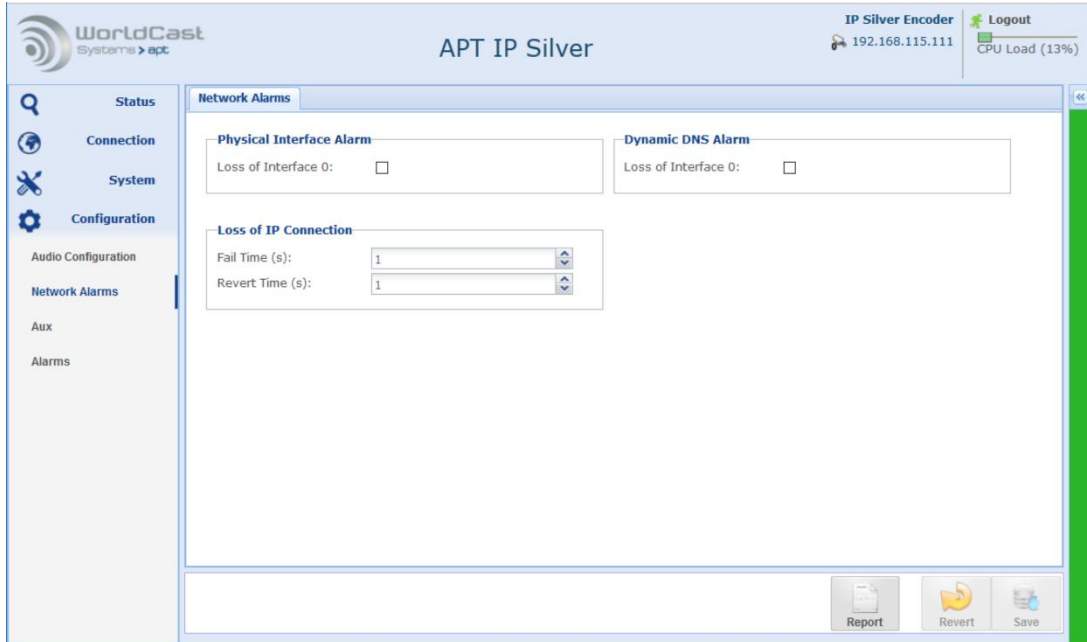 WorldCast
Systems > apt
APT IP Silver
IP Silver Encoder
192.168.115.111
Logout
CPU Load (13%)
Status
Connection
System
Configuration
Audio Configuration
Network Alarms
Aux
Alarms
Network Alarms
Physical Interface Alarm
Loss of Interface 0:
Dynamic DNS Alarm
Loss of Interface 0:
Loss of IP Connection
Fail Time (s): 1
Revert Time (s): 1
Report
Revert
Save